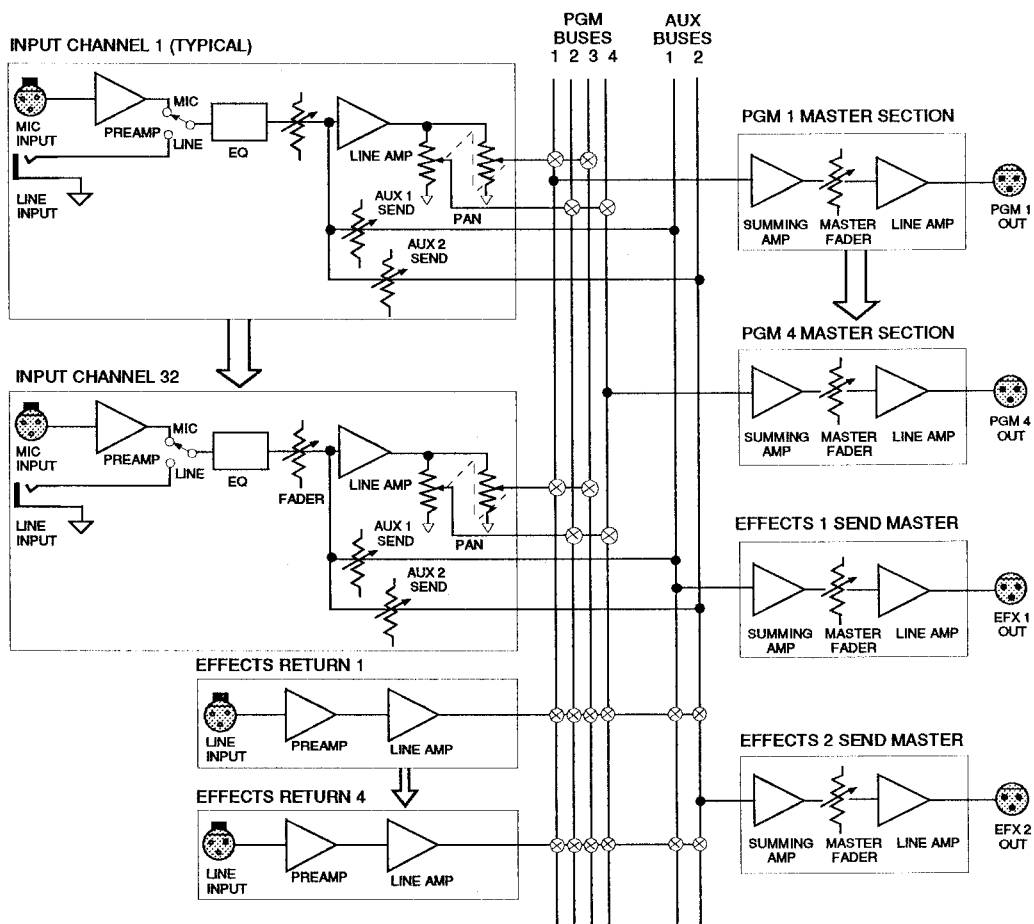 PGM
BUSES
1 2 3 4
AUX
BUSES
1 2
INPUT CHANNEL 1 (TYPICAL)
MIC
INPUT
PREAMP
MIC
LINE
EQ
LINE AMP
LINE INPUT
AUX 1
SEND
PAN
AUX 2
SEND
PGM 1 MASTER SECTION
SUMMING
AMP
MASTER
FADER
LINE AMP
PGM 1
OUT
INPUT CHANNEL 32
MIC
INPUT
PREAMP
MIC
LINE
EQ
FADER
LINE AMP
LINE
INPUT
AUX 1
SEND
PAN
AUX 2
SEND
PGM 4 MASTER SECTION
SUMMING
AMP
MASTER
FADER
LINE AMP
PGM 4
OUT
EFFECTS 1 SEND MASTER
SUMMING
AMP
MASTER
FADER
LINE AMP
EFX 1
OUT
EFFECTS RETURN 1
LINE
INPUT
PREAMP
LINE AMP
EFFECTS RETURN 4
LINE
INPUT
PREAMP
LINE AMP
EFFECTS 2 SEND MASTER
SUMMING
AMP
MASTER
FADER
LINE AMP
EFX 2
OUT